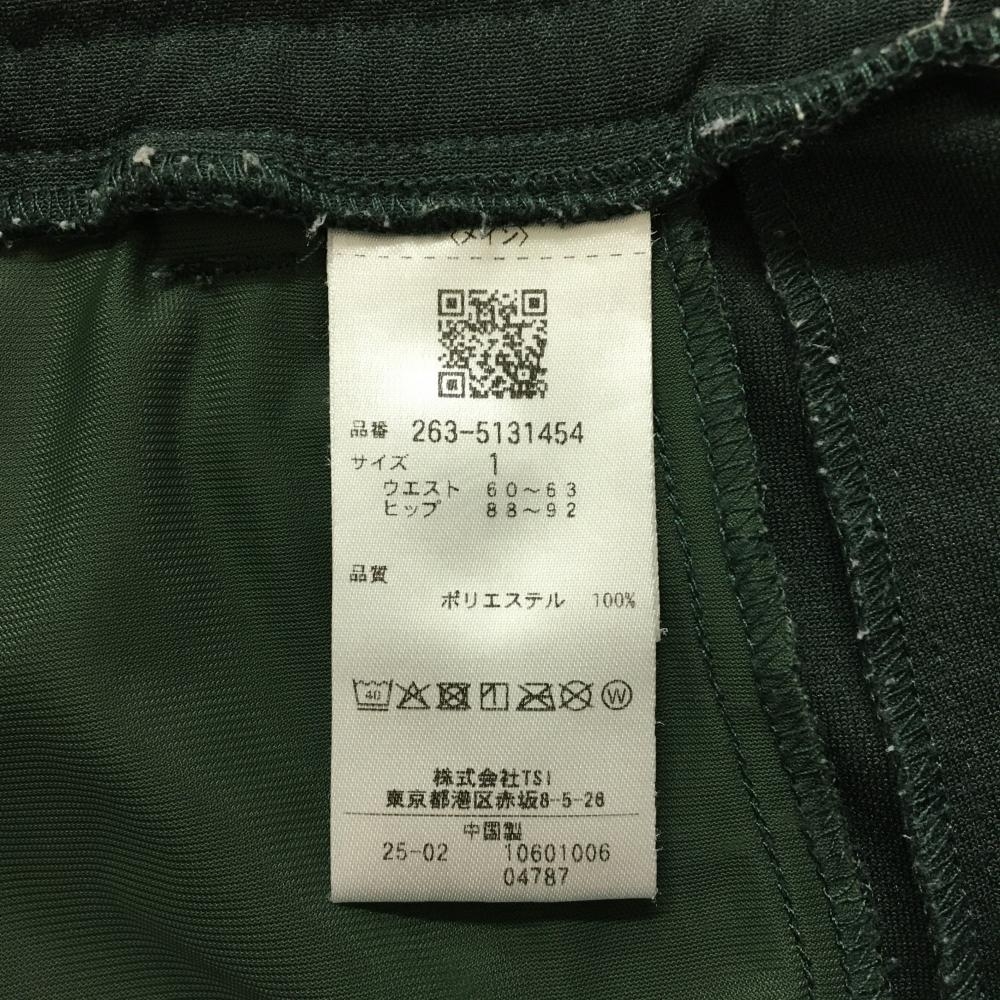 〈メイン〉
品番 263-5131454
サイズ 1
ウエスト 60～63
ヒップ 88～92
品質
ポリエステル 100%
40
W
株式会社TSI
東京都港区赤坂8-5-28
中国製
25-02 10601006
04787